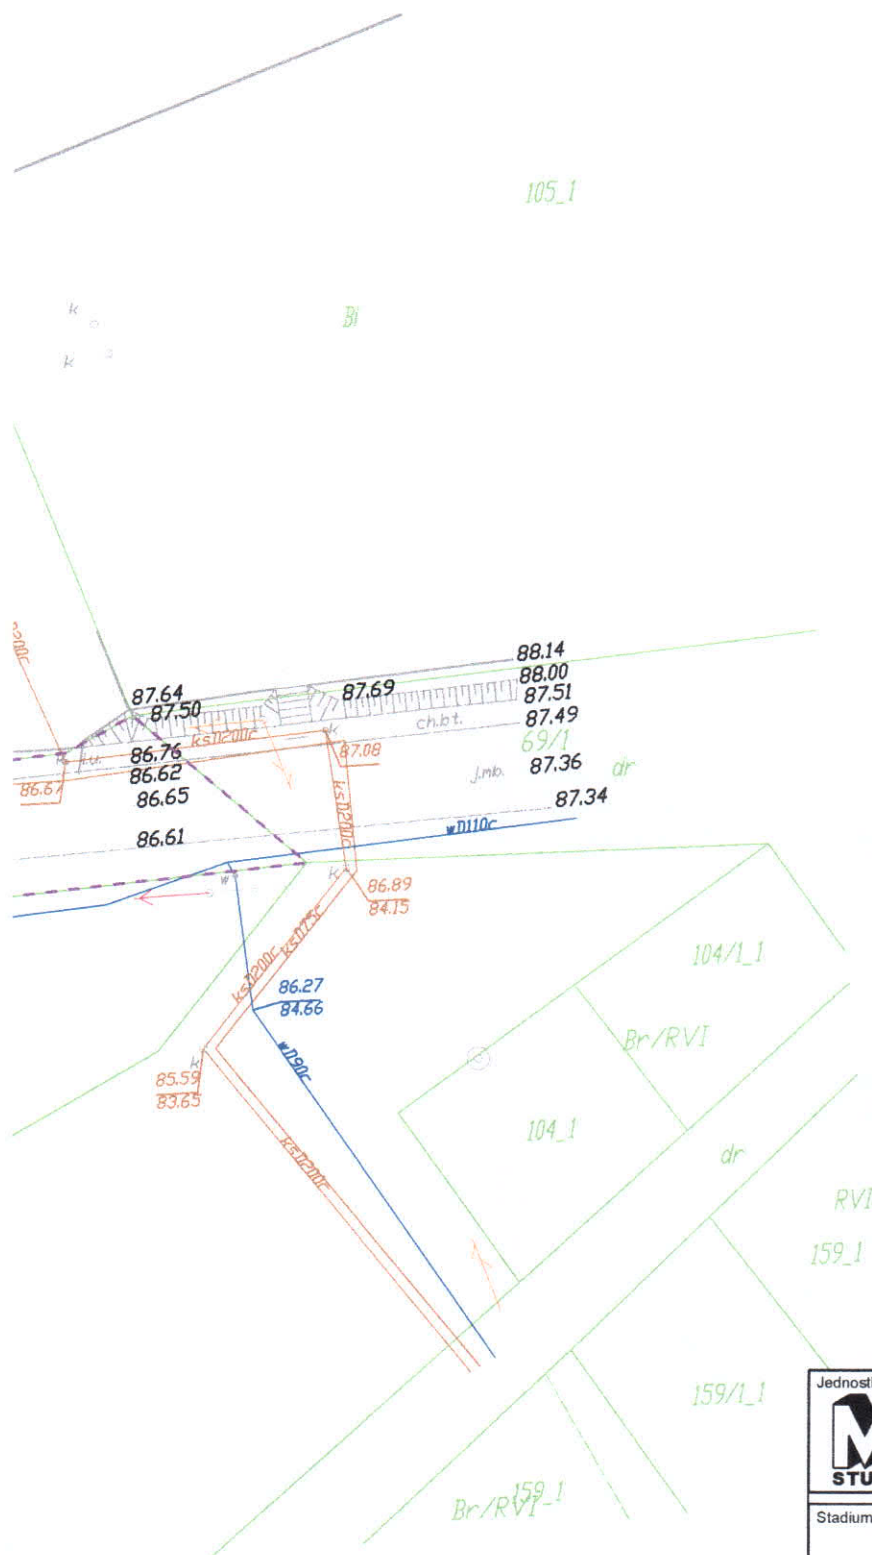 105_1
k
Bi
k
88.14
88.00
87.64
87.69
87.51
87.50
ch.bt.
87.49
ksD200c
k
69/1
86.76
87.08
dr
86.62
j.mb.
87.36
86.67
86.65
ksD200c
87.34
86.61
wD110c
w
k
86.89
84.15
ksD75c
ksD200c
104/1_1
86.27
84.66
Br/RVI
wD90c
k
85.59
83.65
104_1
ksD200c
dr
RVI
159_1
159/1_1
159_1
Br/RVI
M
STU
Stadium